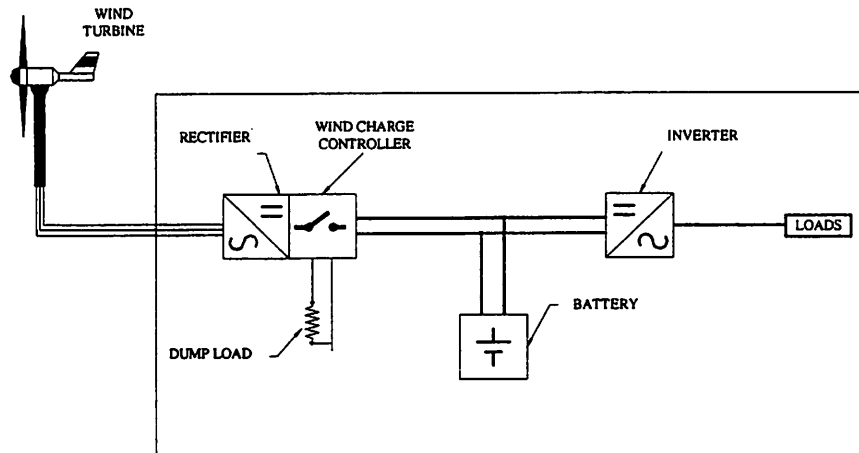 WIND
TURBINE
RECTIFIER
WIND CHARGE
CONTROLLER
INVERTER
LOADS
BATTERY
DUMP LOAD